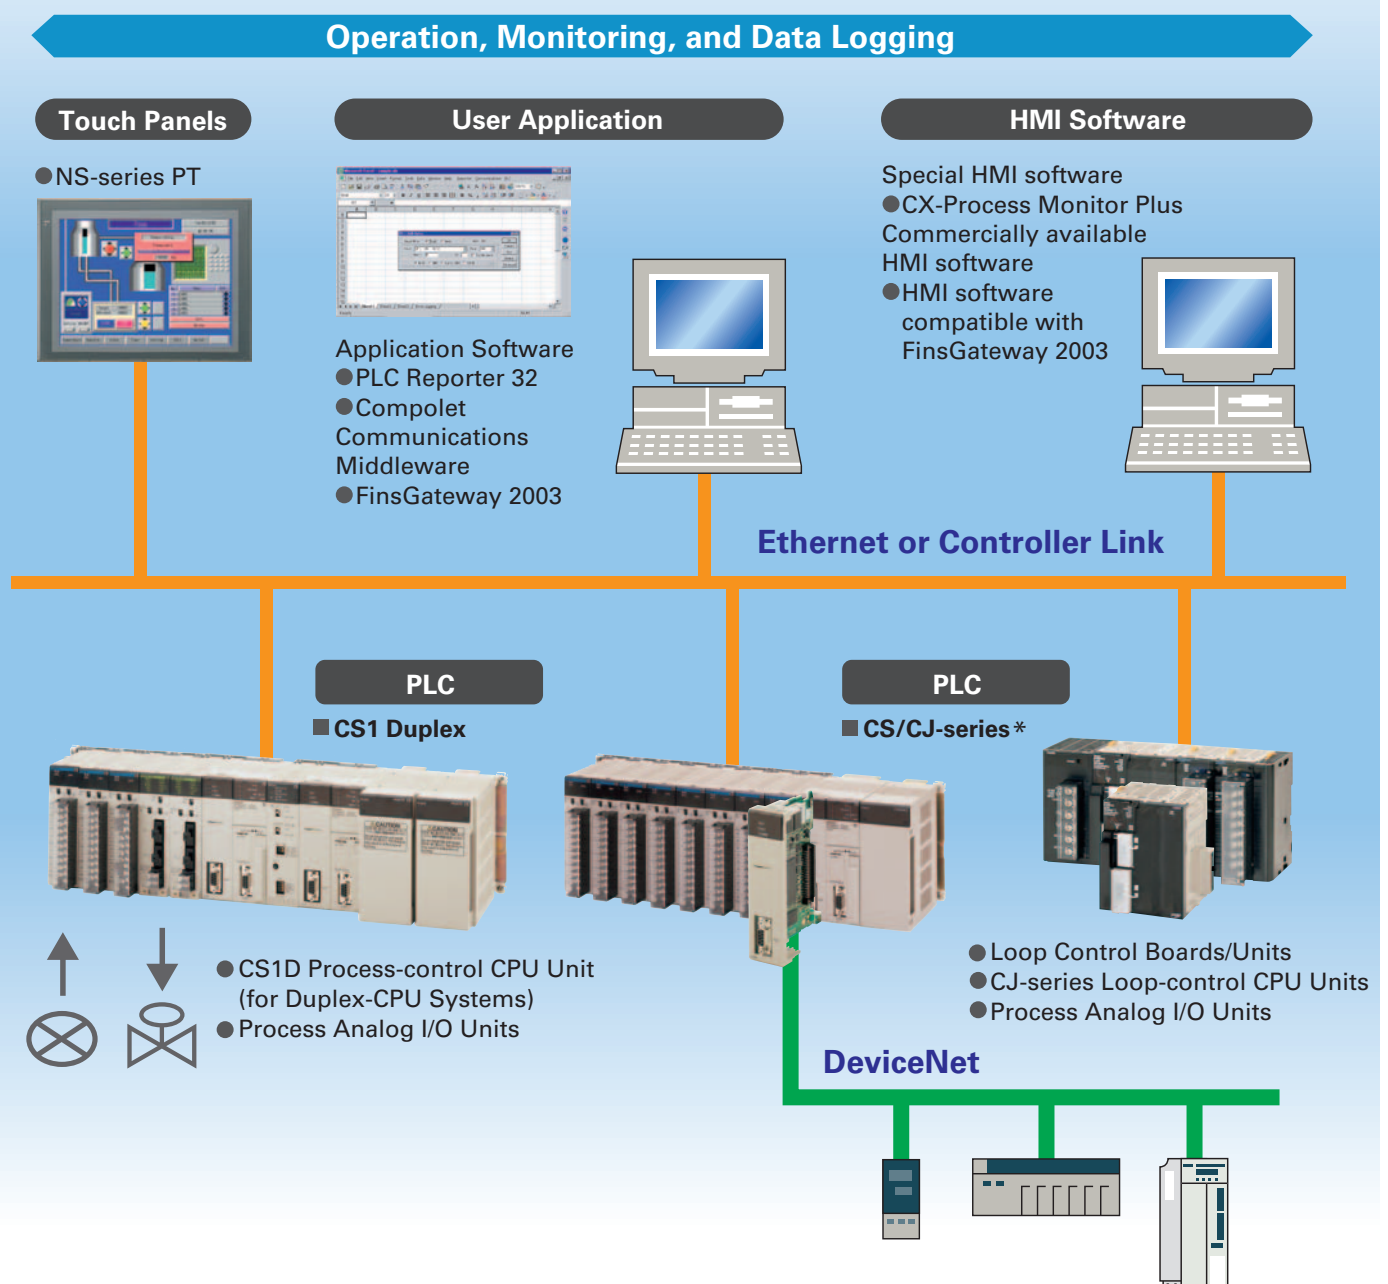 Operation, Monitoring, and Data Logging
Touch Panels
●NS-series PT
User Application
Application Software
●PLC Reporter 32
●Compolet
Communications
Middleware
●FinsGateway 2003
HMI Software
Special HMI software
●CX-Process Monitor Plus
Commercially available
HMI software
●HMI software
compatible with
FinsGateway 2003
Ethernet or Controller Link
PLC
■CS1 Duplex
●CS1D Process-control CPU Unit
(for Duplex-CPU Systems)
●Process Analog I/O Units
PLC
■CS/CJ-series*
●Loop Control Boards/Units
●CJ-series Loop-control CPU Units
●Process Analog I/O Units
DeviceNet